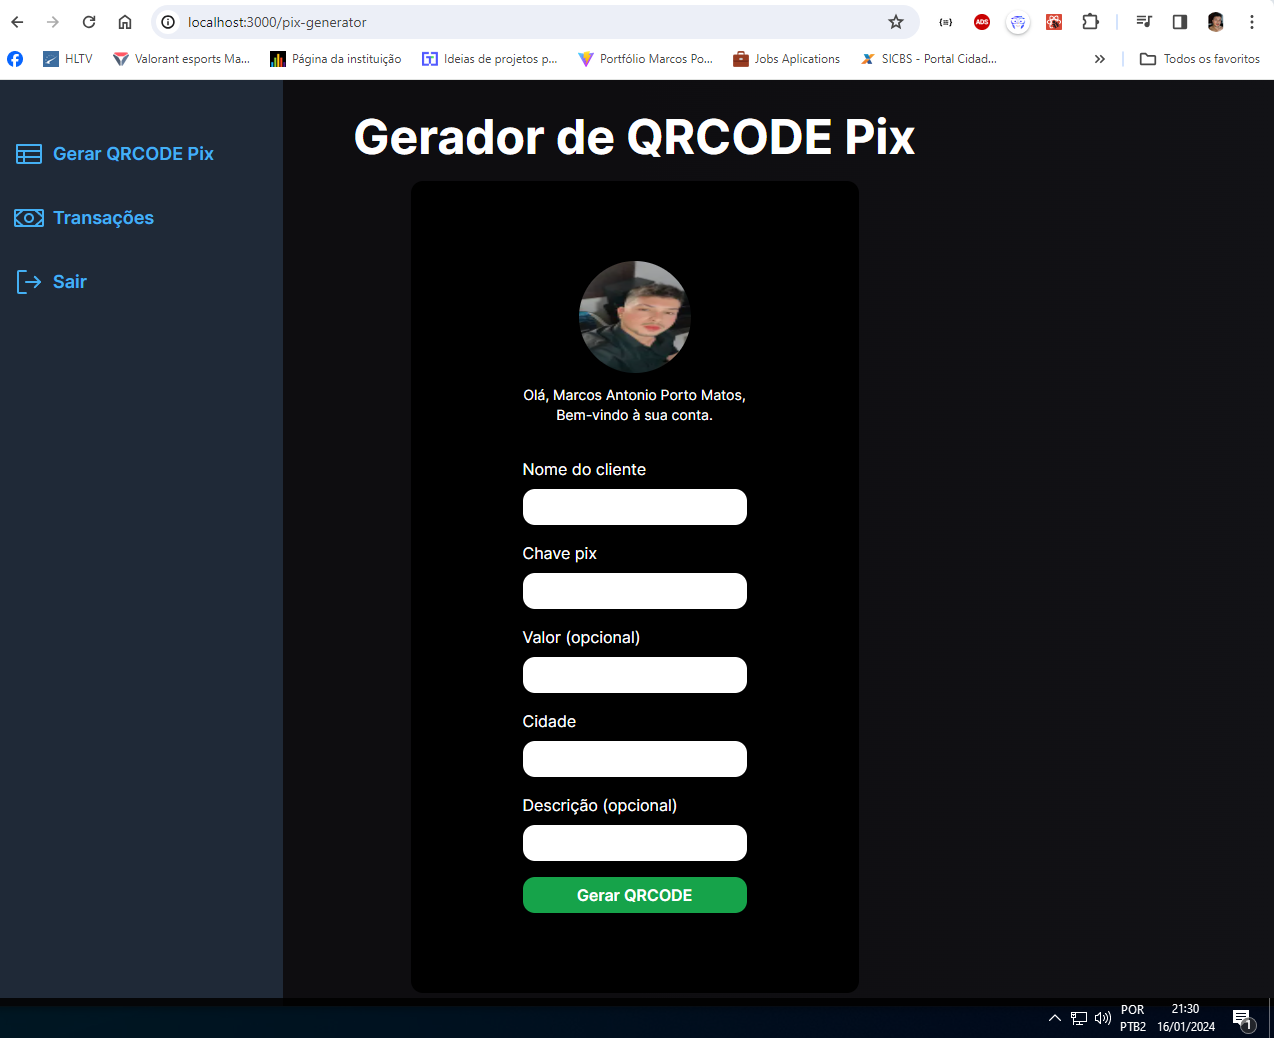 localhost:3000/pix-generator
{≡}
ADS
HLTV
Valorant esports Ma...
Página da instituição
Ideias de projetos p...
Portfólio Marcos Po...
Jobs Aplications
SICBS - Portal Cidad...
»
Todos os favoritos
Gerar QRCODE Pix
Transações
Sair
Gerador de QRCODE Pix
Olá, Marcos Antonio Porto Matos,
Bem-vindo à sua conta.
Nome do cliente
Chave pix
Valor (opcional)
Cidade
Descrição (opcional)
Gerar QRCODE
POR
PTB2
21:30
16/01/2024
1